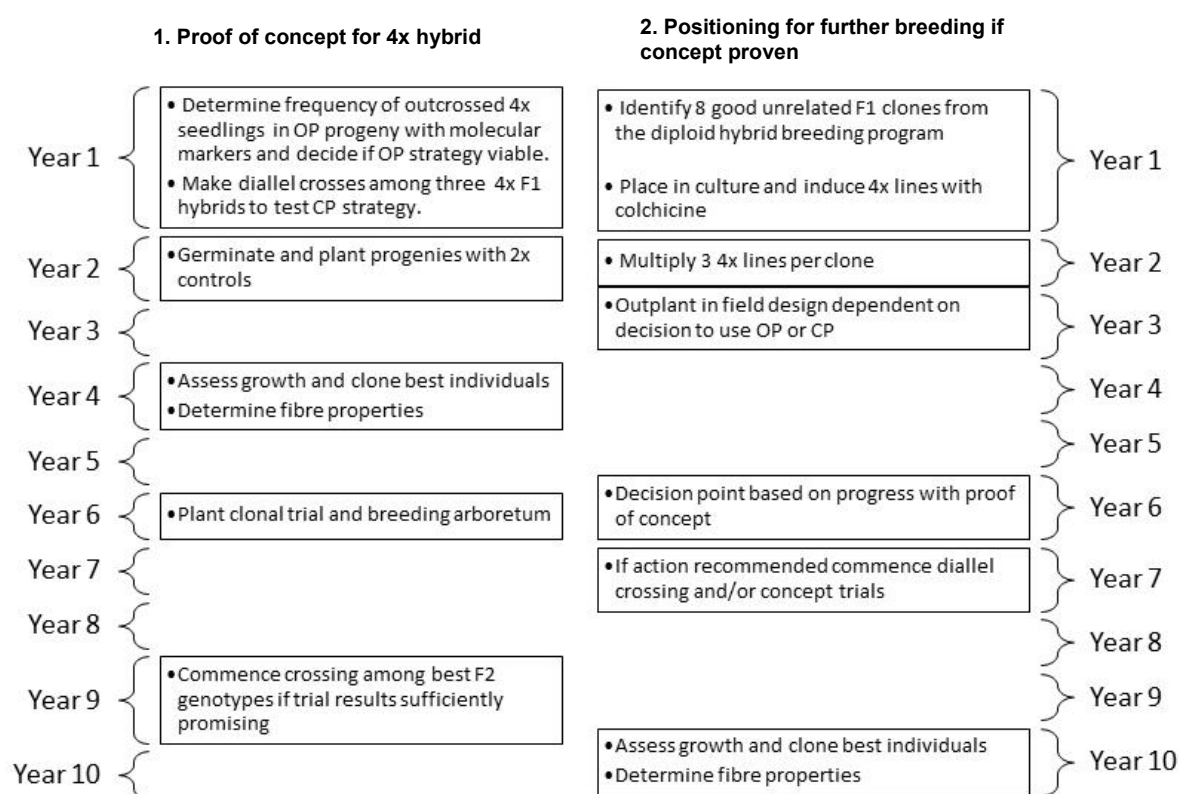 1. Proof of concept for 4x hybrid
Year 1
• Determine frequency of outcrossed 4x
seedlings in OP progeny with molecular
markers and decide if OP strategy viable.
• Make diallel crosses among three 4x F1
hybrids to test CP strategy.
Year 2
•Germinate and plant progenies with 2x
controls
Year 3
Year 4
•Assess growth and clone best individuals
•Determine fibre properties
Year 5
Year 6
•Plant clonal trial and breeding arboretum
Year 7
Year 8
Year 9
•Commence crossing among best F2
genotypes if trial results sufficiently
promising
Year 10
2. Positioning for further breeding if
concept proven
• Identify 8 good unrelated F1 clones from
the diploid hybrid breeding program
• Place in culture and induce 4x lines with
colchicine
Year 1
• Multiply 3 4x lines per clone
Year 2
•Outplant in field design dependent on
decision to use OP or CP
Year 3
Year 4
Year 5
•Decision point based on progress with proof
of concept
Year 6
•If action recommended commence diallel
crossing and/or concept trials
Year 7
Year 8
Year 9
•Assess growth and clone best individuals
•Determine fibre properties
Year 10